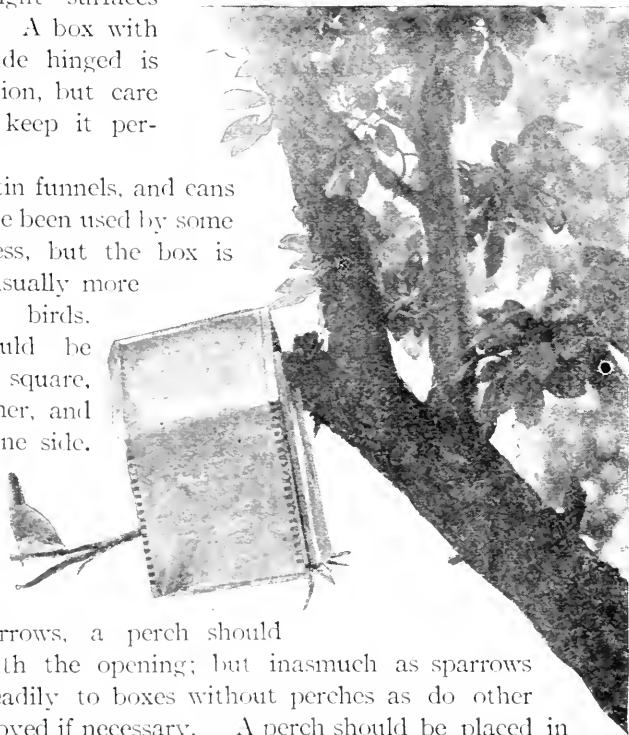 ight surfaces
A box with
de hinged is
ion, but care
keep it per-
tin funnels, and cans
e been used by some
ess, but the box is
sually more
birds.
uld be
square,
ner, and
ne side.
rrows, a perch should
th the opening; but inasmuch as sparrows
eadily to boxes without perches as do other
oved if necessary. A perch should be placed in